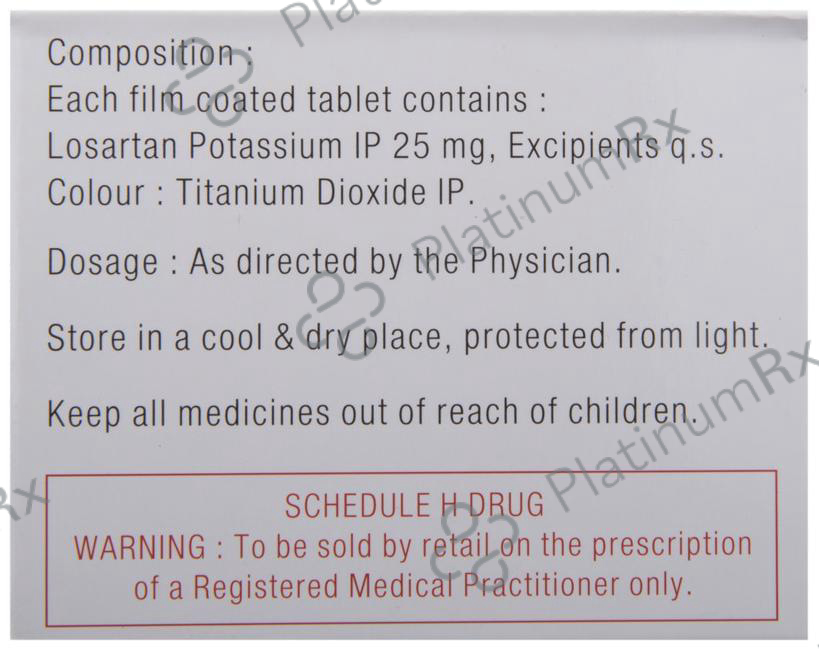 Composition :
Each film coated tablet contains :
Losartan Potassium IP 25 mg, Excipients q.s.
Colour : Titanium Dioxide IP.
Dosage : As directed by the Physician.
Store in a cool & dry place, protected from light.
Keep all medicines out of reach of children.
SCHEDULE H DRUG
WARNING : To be sold by retail on the prescription
of a Registered Medical Practitioner only.
PlatinumRx
PlatinumRx